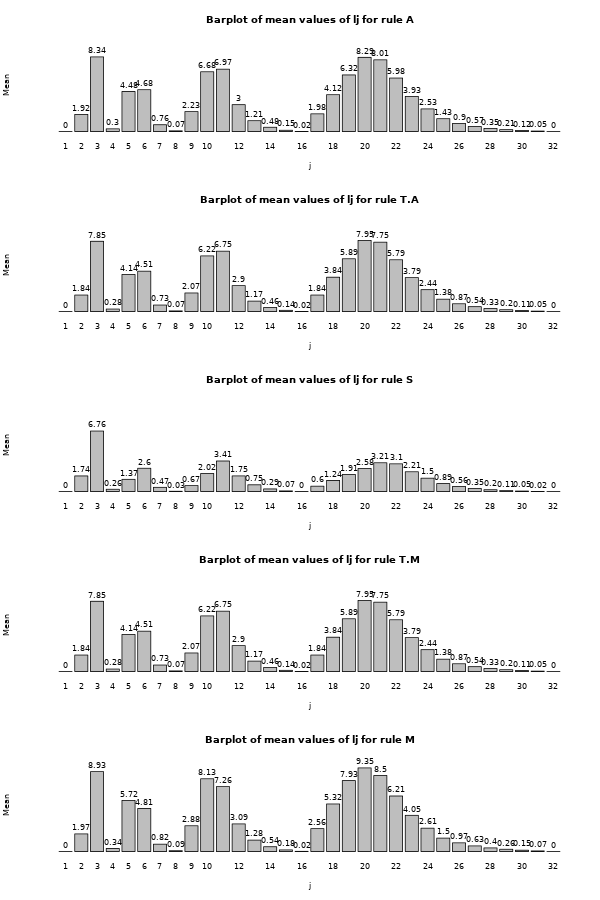 Barplot of mean values of lj for rule A
Mean
0 1.92 8.34 0.3 4.48 4.68 0.76 0.07 2.23 6.68 6.97 3 1.21 0.48 0.15 0.02 1.98 4.12 6.32 8.29 8.01 5.98 3.93 2.53 1.43 0.9 0.57 0.35 0.21 0.12 0.05 0
1 2 3 4 5 6 7 8 9 10 12 14 16 18 20 22 24 26 28 30 32
j
Barplot of mean values of lj for rule T.A
Mean
0 1.84 7.85 0.28 4.14 4.51 0.73 0.07 2.07 6.22 6.75 2.9 1.17 0.46 0.14 0.02 1.84 3.84 5.89 7.95 7.75 5.79 3.79 2.44 1.38 0.87 0.54 0.33 0.2 0.11 0.05 0
1 2 3 4 5 6 7 8 9 10 12 14 16 18 20 22 24 26 28 30 32
j
Barplot of mean values of lj for rule S
Mean
0 1.74 6.76 0.26 1.37 2.6 0.47 0.03 0.67 2.02 3.41 1.75 0.75 0.29 0.07 0 0.6 1.24 1.91 2.58 3.21 3.1 2.21 1.5 0.89 0.56 0.35 0.2 0.11 0.05 0.02 0
1 2 3 4 5 6 7 8 9 10 12 14 16 18 20 22 24 26 28 30 32
j
Barplot of mean values of lj for rule T.M
Mean
0 1.84 7.85 0.28 4.14 4.51 0.73 0.07 2.07 6.22 6.75 2.9 1.17 0.46 0.14 0.02 1.84 3.84 5.89 7.95 7.75 5.79 3.79 2.44 1.38 0.87 0.54 0.33 0.2 0.11 0.05 0
1 2 3 4 5 6 7 8 9 10 12 14 16 18 20 22 24 26 28 30 32
j
Barplot of mean values of lj for rule M
Mean
0 1.97 8.93 0.34 5.72 4.81 0.82 0.09 2.88 8.13 7.26 3.09 1.28 0.54 0.18 0.02 2.56 5.32 7.93 9.35 8.5 6.21 4.05 2.61 1.5 0.97 0.63 0.4 0.26 0.15 0.07 0
1 2 3 4 5 6 7 8 9 10 12 14 16 18 20 22 24 26 28 30 32
j